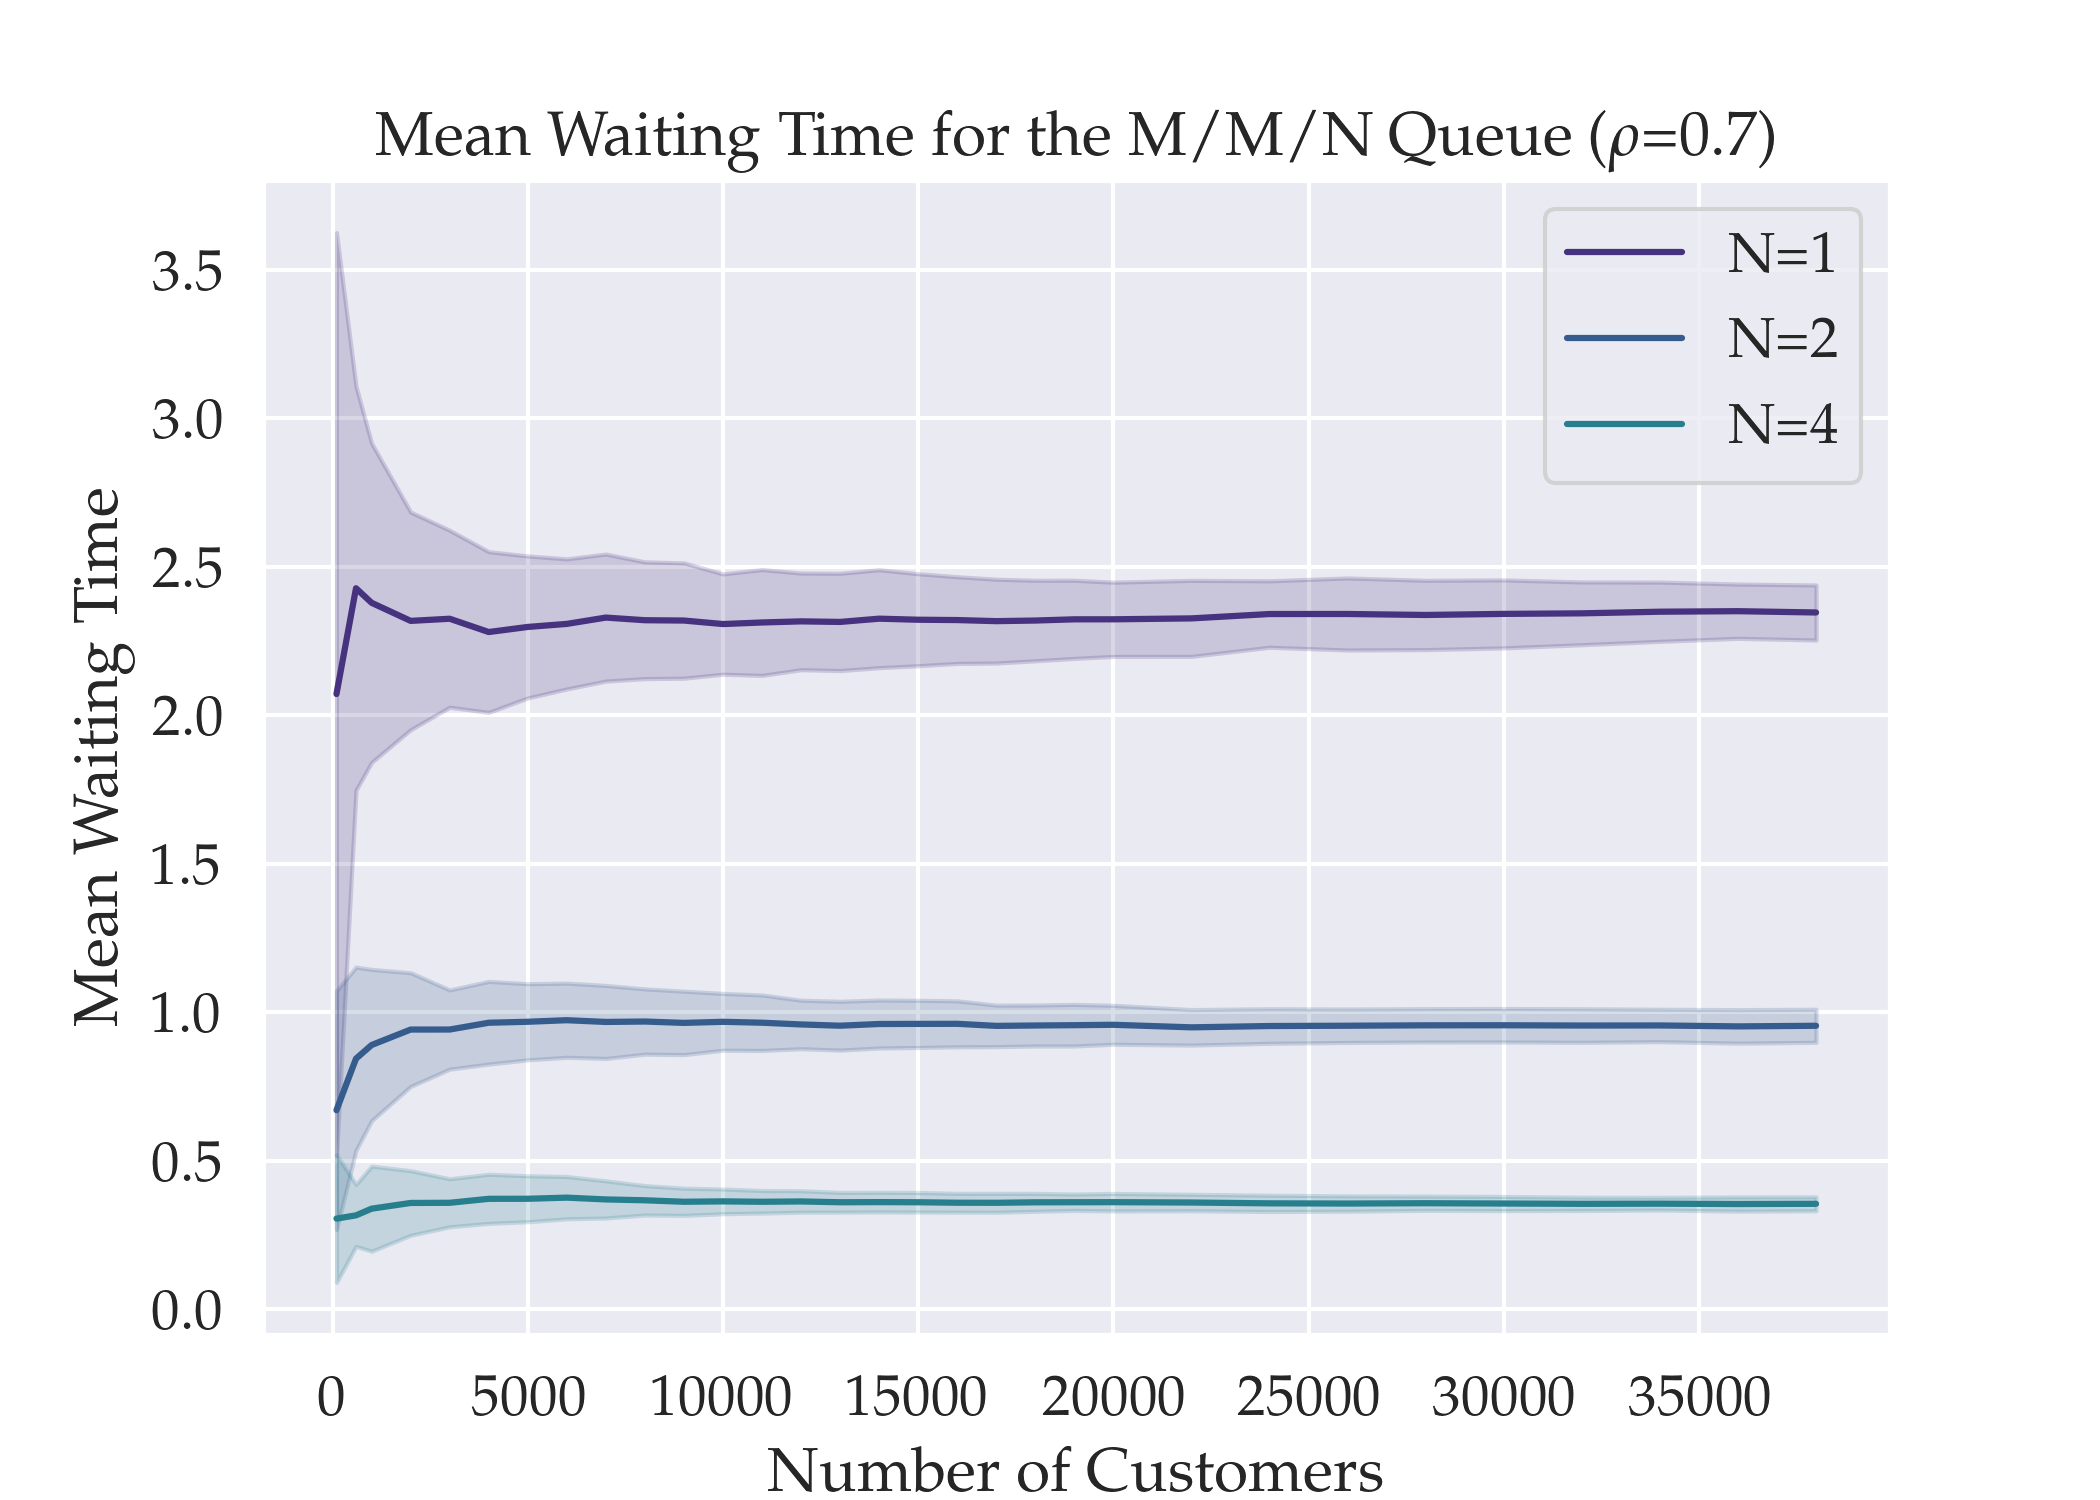 Mean Waiting Time for the M/M/N Queue (ρ=0.7)
N=1
N=2
N=4
Mean Waiting Time
3.5
3.0
2.5
2.0
1.5
1.0
0.5
0.0
0 5000 10000 15000 20000 25000 30000 35000
Number of Customers